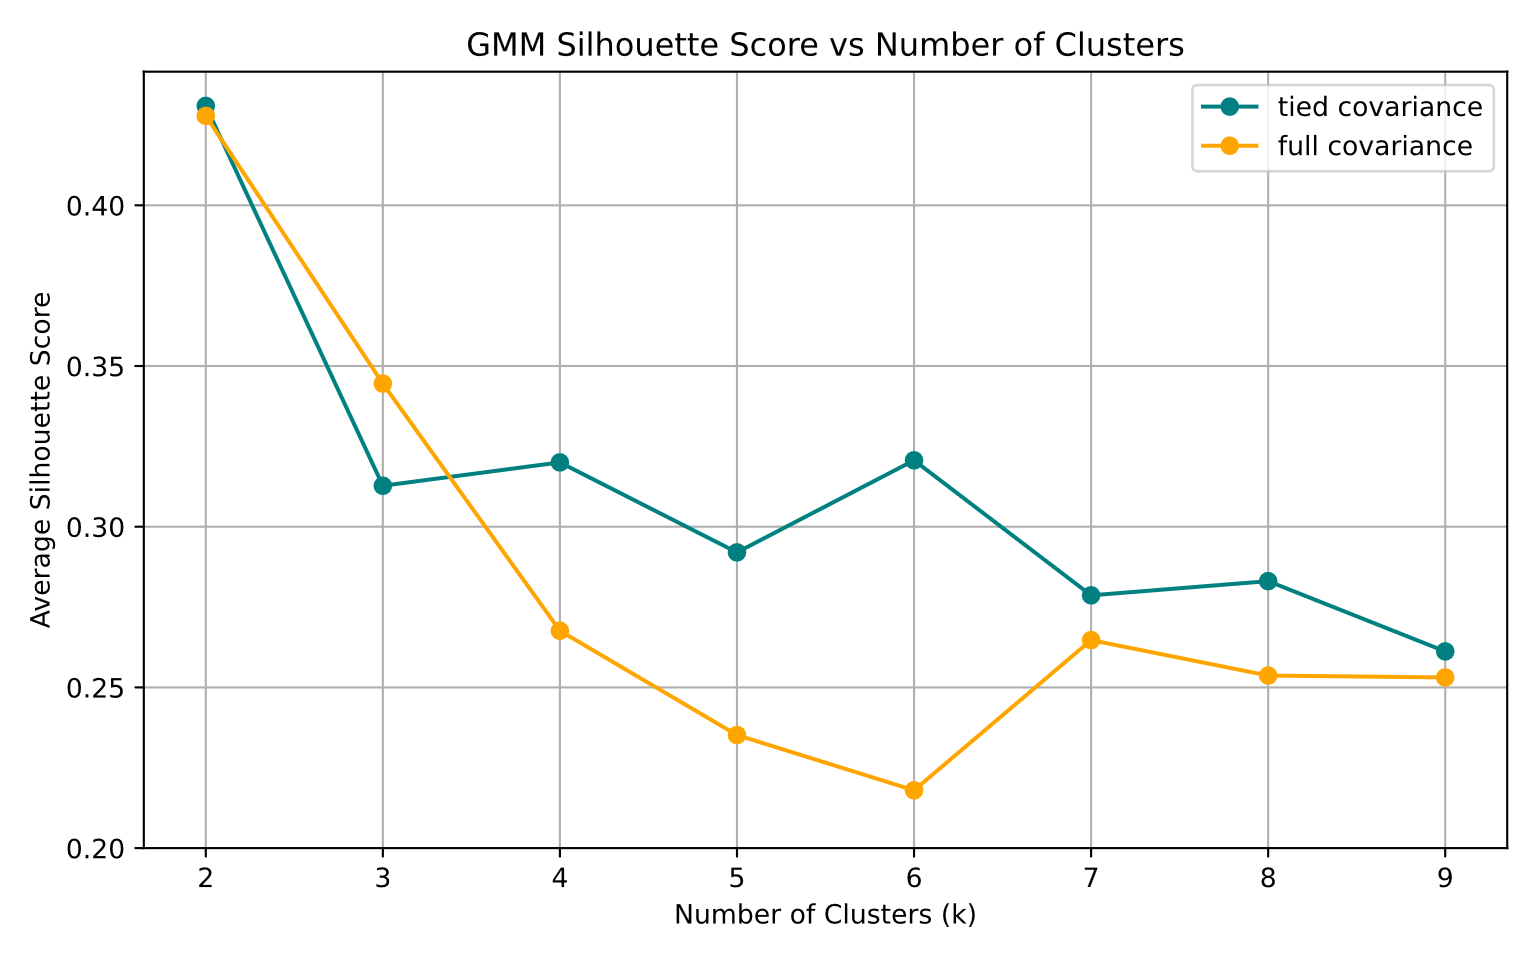 GMM Silhouette Score vs Number of Clusters
tied covariance
full covariance
Average Silhouette Score
0.40
0.35
0.30
0.25
0.20
2 3 4 5 6 7 8 9
Number of Clusters (k)